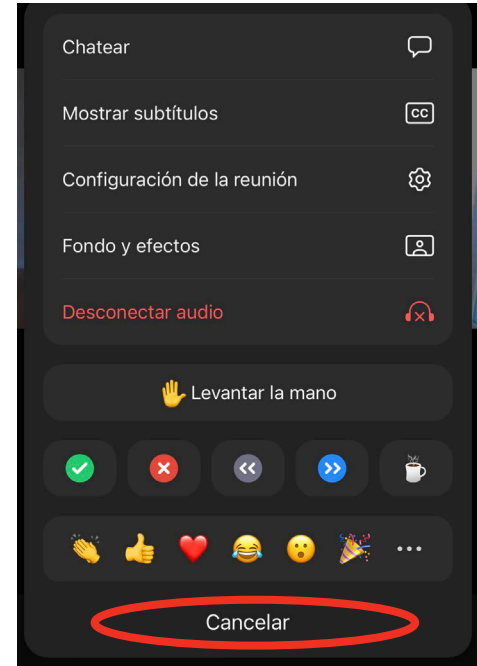 Chatear
Mostrar subtítulos
CC
Configuración de la reunión
Fondo y efectos
Desconectar audio
Levantar la mano
Cancelar